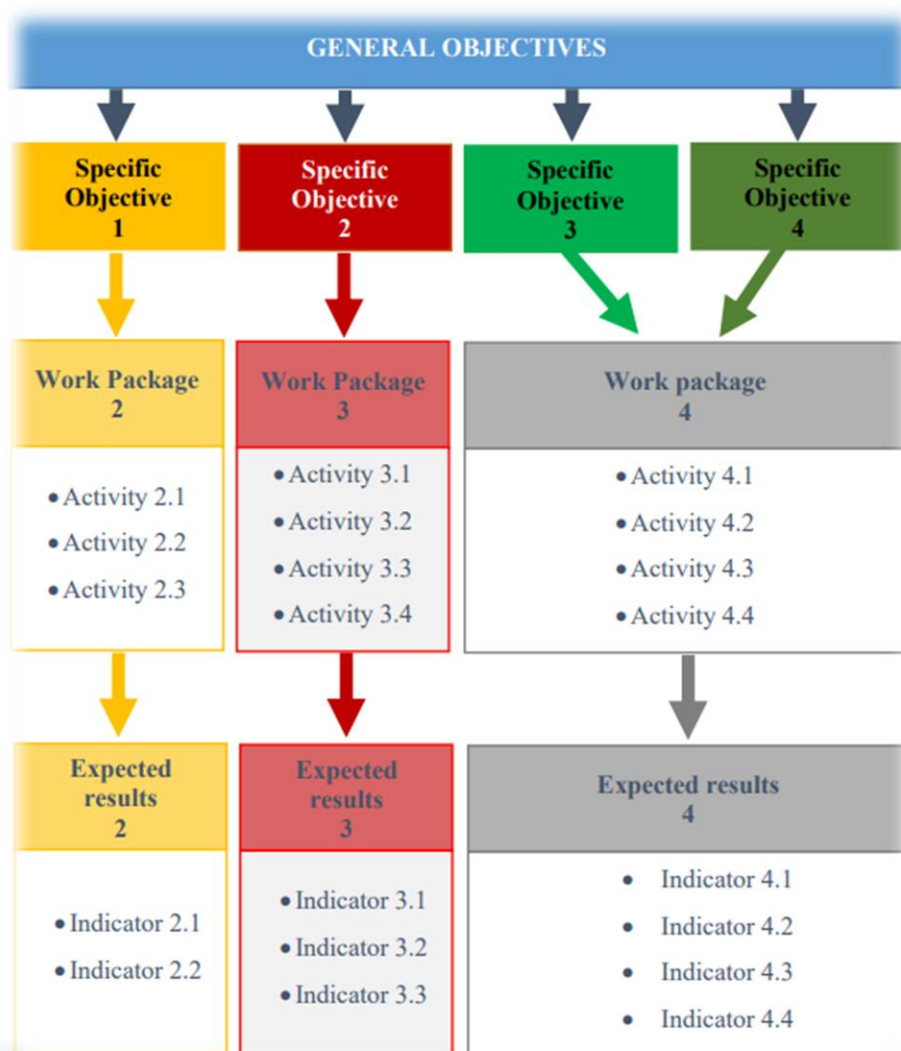 GENERAL OBJECTIVES
Specific
Objective
1
Specific
Objective
2
Specific
Objective
3
Specific
Objective
4
Work Package
2
• Activity 2.1
• Activity 2.2
• Activity 2.3
Work Package
3
• Activity 3.1
• Activity 3.2
• Activity 3.3
• Activity 3.4
Work package
4
• Activity 4.1
• Activity 4.2
• Activity 4.3
• Activity 4.4
Expected
results
2
• Indicator 2.1
• Indicator 2.2
Expected
results
3
• Indicator 3.1
• Indicator 3.2
• Indicator 3.3
Expected results
4
• Indicator 4.1
• Indicator 4.2
• Indicator 4.3
• Indicator 4.4